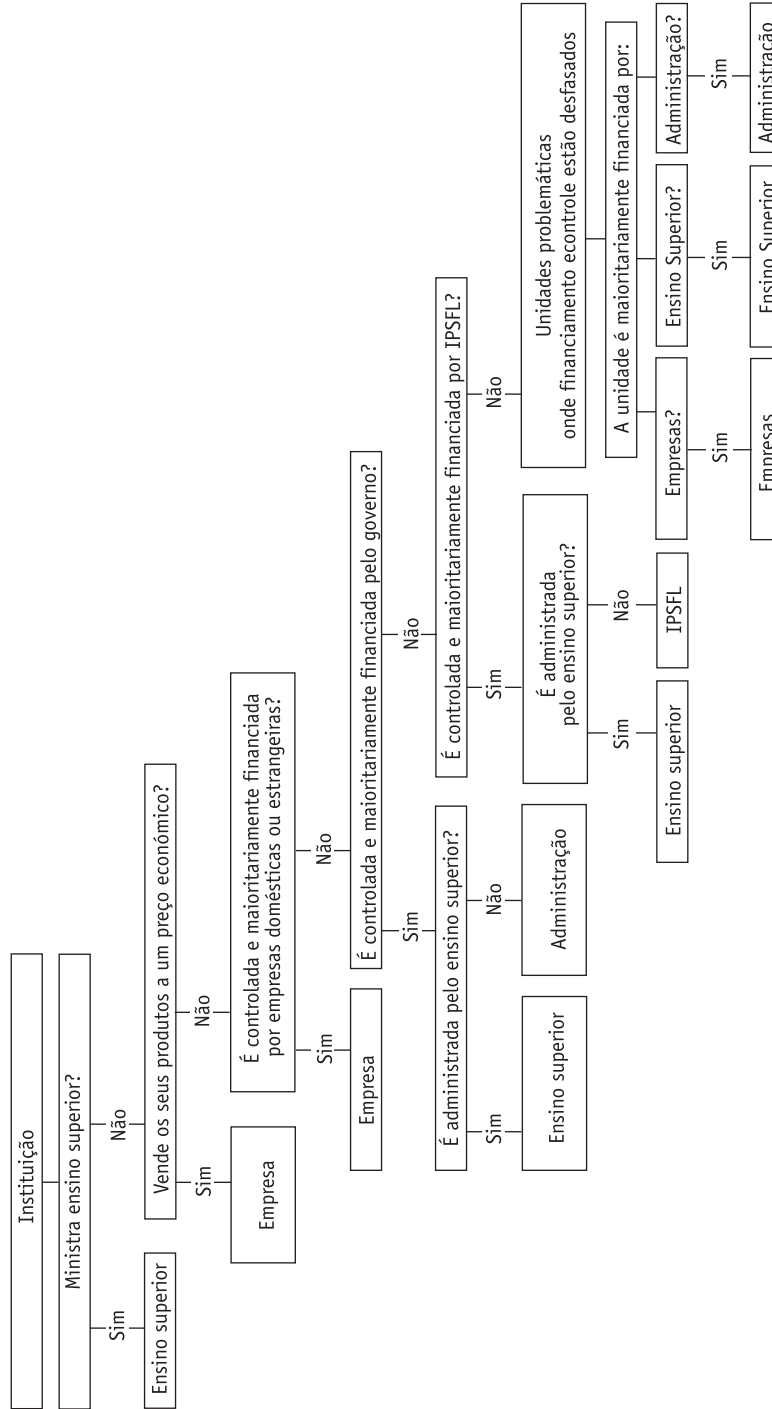 Instituição
Ministra ensino superior?
Sim
Não
Ensino superior
Vende os seus produtos a um preço económico?
Sim
Não
Empresa
É controlada e maioritariamente financiada
por empresas domésticas ou estrangeiras?
Sim
Não
Empresa
É controlada e maioritariamente financiada pelo governo?
Sim
Não
É administrada pelo ensino superior?
É controlada e maioritariamente financiada por IPSFL?
Sim
Não
Sim
Não
Ensino superior
Administração
É administrada
pelo ensino superior?
Unidades problemáticas
onde financiamento econtrole estão desfasados
Sim
Não
A unidade é maioritariamente financiada por:
Ensino superior
IPSFL
Empresas?
Ensino Superior?
Administração?
Sim
Sim
Sim
Empresas
Ensino Superior
Administração